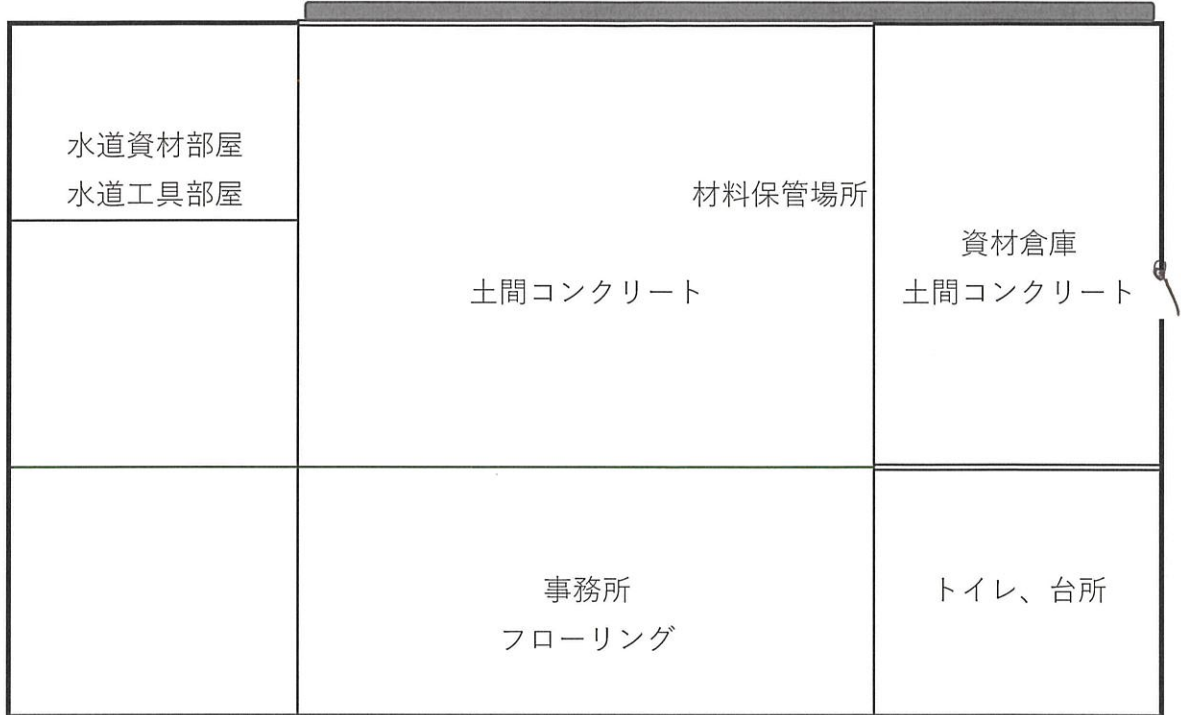 水道資材部屋
水道工具部屋
材料保管場所
資材倉庫
土間コンクリート
土間コンクリート
事務所
フローリング
トイレ、台所